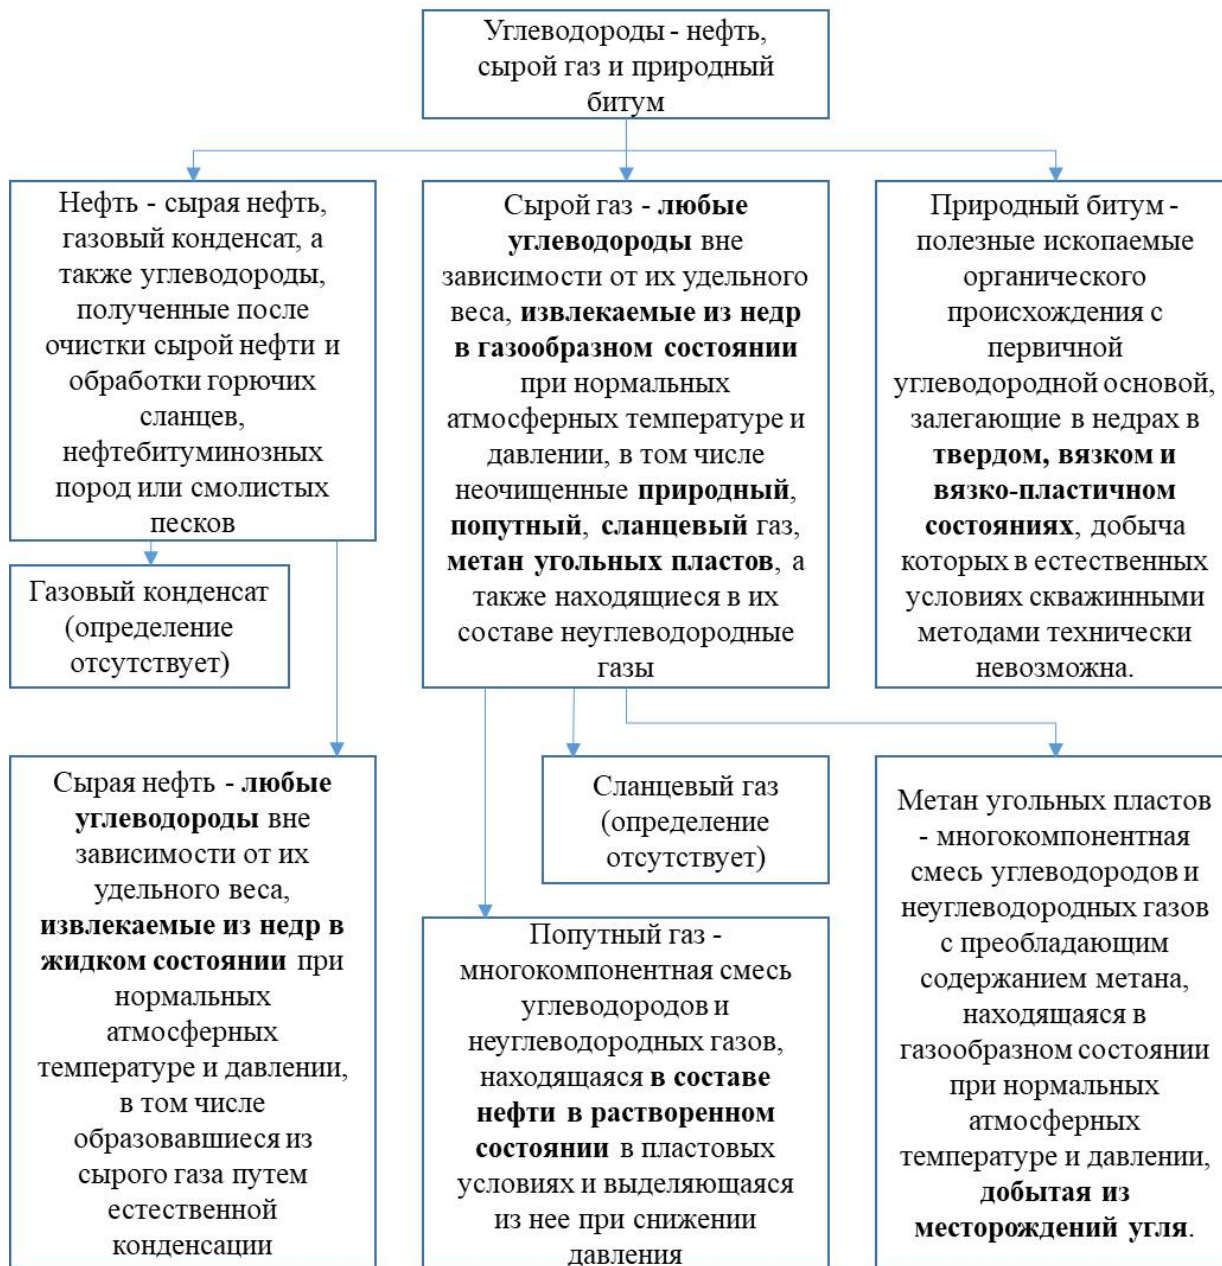 Углеводороды - нефть,
сырой газ и природный
битум
Нефть - сырая нефть,
газовый конденсат, а
также углеводороды,
полученные после
очистки сырой нефти и
обработки горючих
сланцев,
нефтебитуминозных
пород или смолистых
песков
Сырой газ - любые
углеводороды вне
зависимости от их удельного
веса, извлекаемые из недр
в газообразном состоянии
при нормальных
атмосферных температуре и
давлении, в том числе
неочищенные природный,
попутный, сланцевый газ,
метан угольных пластов, а
также находящиеся в их
составе неуглеводородные
газы
Природный битум -
полезные ископаемые
органического
происхождения с
первичной
углеводородной основой,
залегающие в недрах в
твердом, вязком и
вязко-пластичном
состояниях, добыча
которых в естественных
условиях скважинными
методами технически
невозможна.
Газовый конденсат
(определение
отсутствует)
Сырая нефть - любые
углеводороды вне
зависимости от их
удельного веса,
извлекаемые из недр в
жидком состоянии при
нормальных
атмосферных
температуре и давлении,
в том числе
образовавшиеся из
сырого газа путем
естественной
конденсации
Сланцевый газ
(определение
отсутствует)
Попутный газ -
многокомпонентная смесь
углеводородов и
неуглеводородных газов,
находящаяся в составе
нефти в растворенном
состоянии в пластовых
условиях и выделяющаяся
из нее при снижении
давления
Метан угольных пластов
- многокомпонентная
смесь углеводородов и
неуглеводородных газов
с преобладающим
содержанием метана,
находящаяся в
газообразном состоянии
при нормальных
атмосферных
температуре и давлении,
добытая из
месторождений угля.